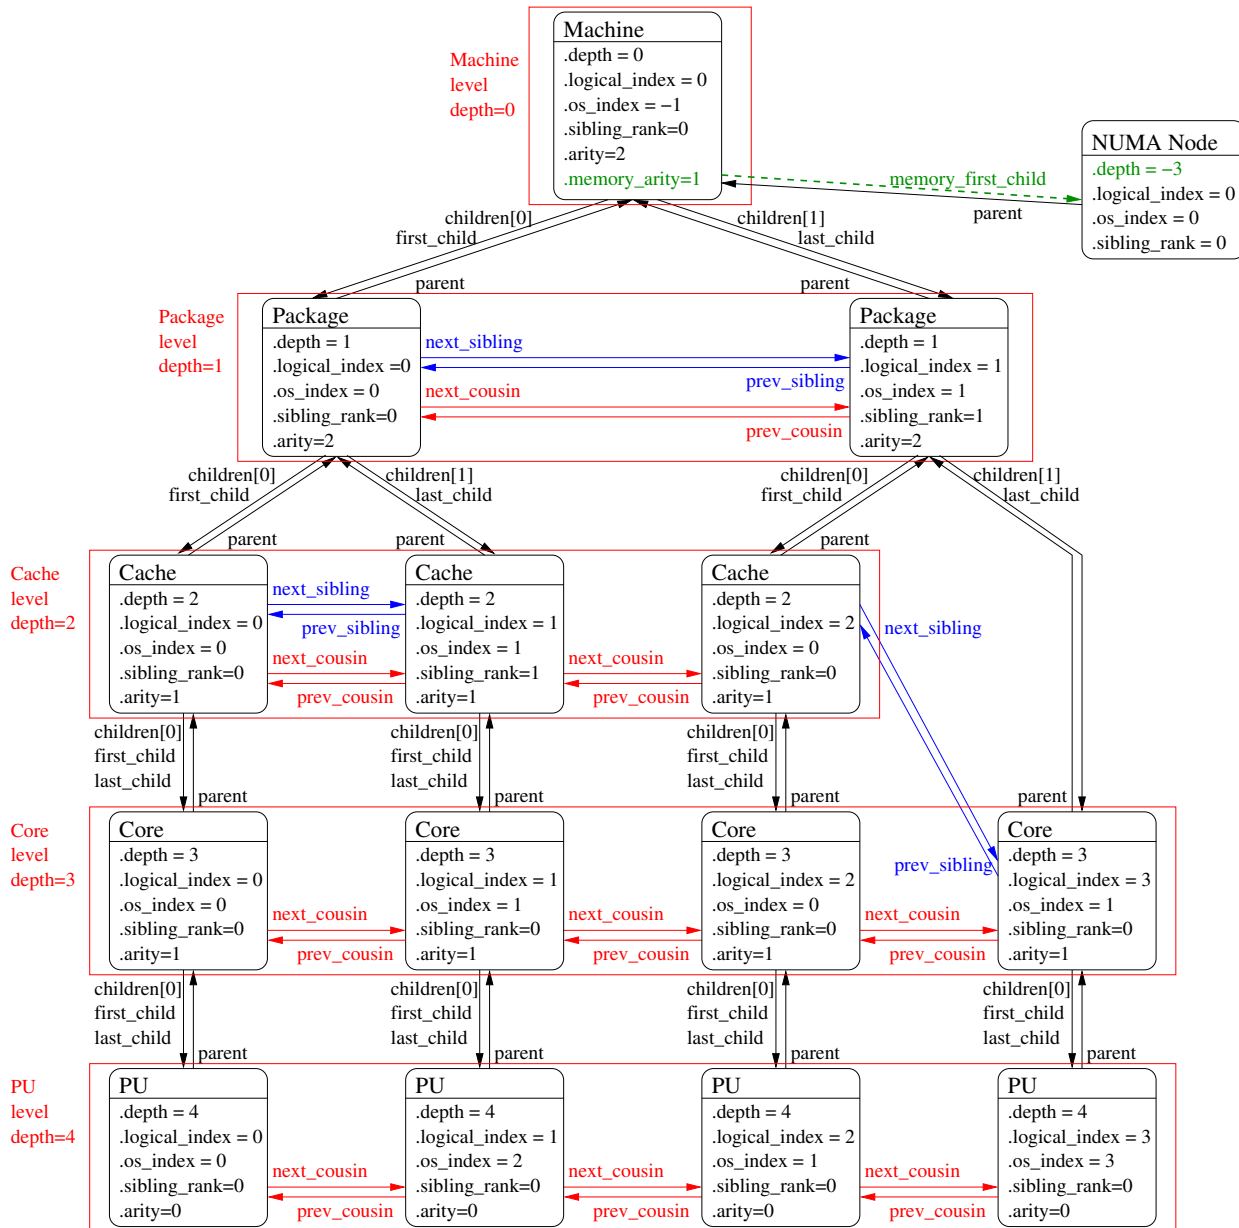 Machine
.depth = 0
.logical_index = 0
.os_index = −1
.sibling_rank=0
.arity=2
.memory_arity=1
Machine
level
depth=0
NUMA Node
.depth = −3
.logical_index = 0
.os_index = 0
.sibling_rank = 0
memory_first_child
parent
children[0]
first_child
children[1]
last_child
parent
parent
Package
level
depth=1
Package
.depth = 1
.logical_index =0
.os_index = 0
.sibling_rank=0
.arity=2
next_sibling
prev_sibling
next_cousin
prev_cousin
Package
.depth = 1
.logical_index = 1
.os_index = 1
.sibling_rank=1
.arity=2
children[0]
first_child
children[1]
last_child
children[0]
first_child
children[1]
last_child
parent
parent
parent
Cache
level
depth=2
Cache
.depth = 2
.logical_index = 0
.os_index = 0
.sibling_rank=0
.arity=1
next_sibling
prev_sibling
next_cousin
prev_cousin
Cache
.depth = 2
.logical_index = 1
.os_index = 1
.sibling_rank=1
.arity=1
next_cousin
prev_cousin
Cache
.depth = 2
.logical_index = 2
.os_index = 0
.sibling_rank=0
.arity=1
next_sibling
prev_sibling
children[0]
first_child
last_child
parent
children[0]
first_child
last_child
parent
children[0]
first_child
last_child
parent
parent
Core
level
depth=3
Core
.depth = 3
.logical_index = 0
.os_index = 0
.sibling_rank=0
.arity=1
next_cousin
prev_cousin
Core
.depth = 3
.logical_index = 1
.os_index = 1
.sibling_rank=0
.arity=1
next_cousin
prev_cousin
Core
.depth = 3
.logical_index = 2
.os_index = 0
.sibling_rank=0
.arity=1
next_cousin
prev_cousin
Core
.depth = 3
.logical_index = 3
.os_index = 1
.sibling_rank=0
.arity=1
children[0]
first_child
last_child
parent
children[0]
first_child
last_child
parent
children[0]
first_child
last_child
parent
children[0]
first_child
last_child
parent
PU
level
depth=4
PU
.depth = 4
.logical_index = 0
.os_index = 0
.sibling_rank=0
.arity=0
next_cousin
prev_cousin
PU
.depth = 4
.logical_index = 1
.os_index = 2
.sibling_rank=0
.arity=0
next_cousin
prev_cousin
PU
.depth = 4
.logical_index = 2
.os_index = 1
.sibling_rank=0
.arity=0
next_cousin
prev_cousin
PU
.depth = 4
.logical_index = 3
.os_index = 3
.sibling_rank=0
.arity=0